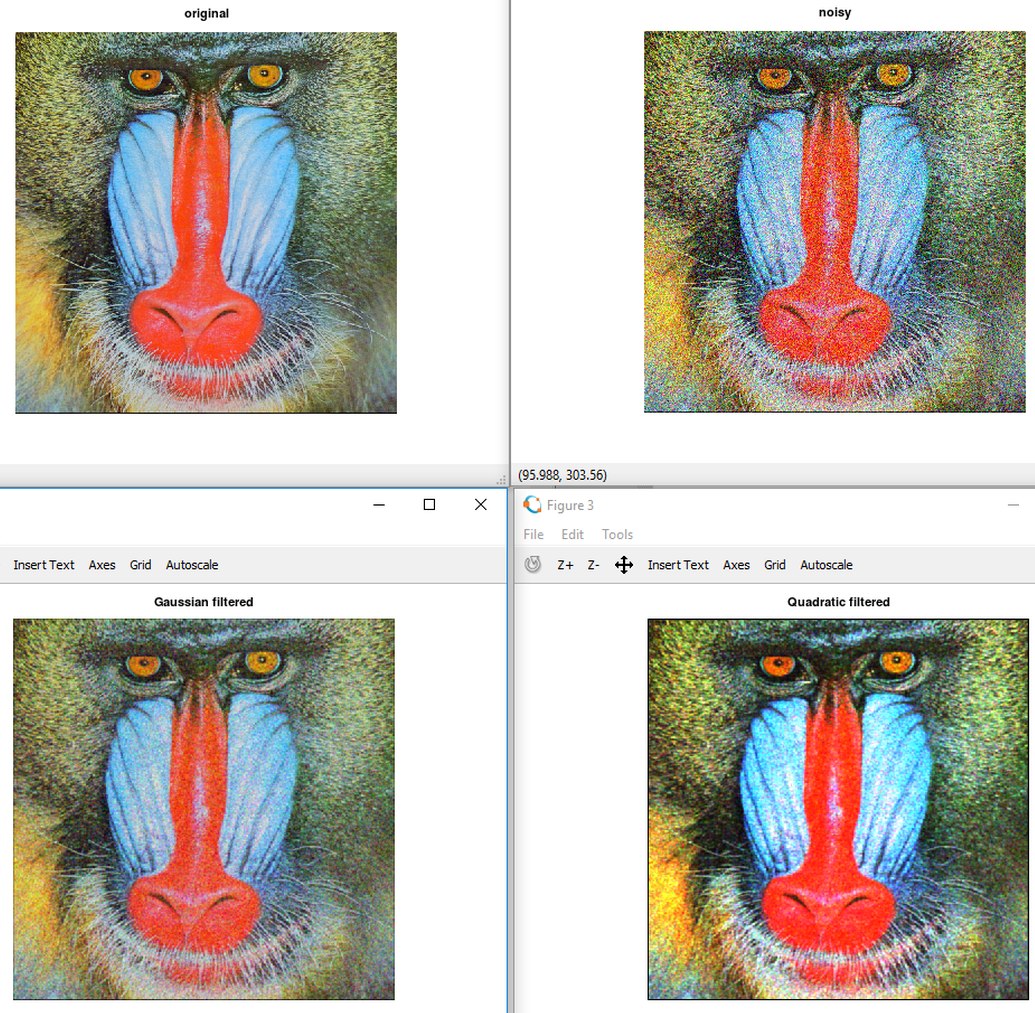 original
noisy
(95.988, 303.56)
Figure 3
File Edit Tools
Insert Text Axes Grid Autoscale
Z+ Z- Insert Text Axes Grid Autoscale
Gaussian filtered
Quadratic filtered